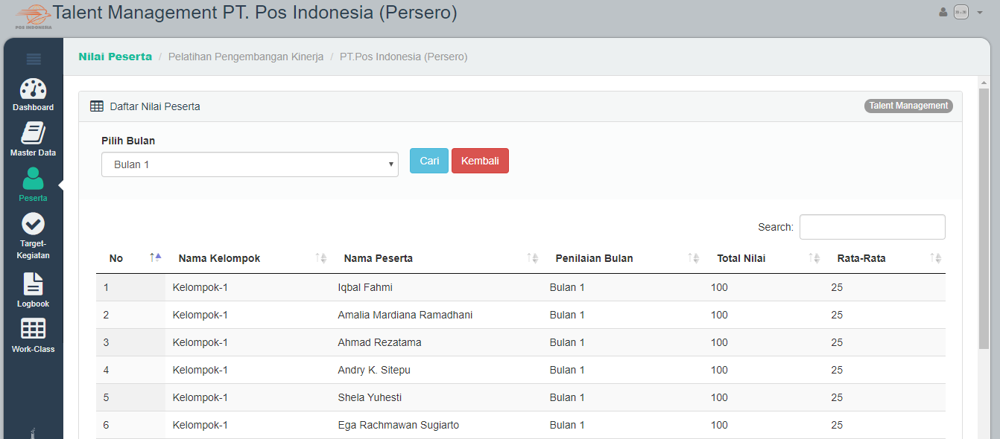 Talent Management PT. Pos Indonesia (Persero)
POS INDONESIA
Nilai Peserta / Pelatihan Pengembangan Kinerja / PT.Pos Indonesia (Persero)
Dashboard
Master Data
Peserta
Target-
Kegiatan
Logbook
Work-Class
Daftar Nilai Peserta
Talent Management
Pilih Bulan
Bulan 1
Cari
Kembali
Search:
No Nama Kelompok Nama Peserta Penilaian Bulan Total Nilai Rata-Rata
1 Kelompok-1 Iqbal Fahmi Bulan 1 100 25
2 Kelompok-1 Amalia Mardiana Ramadhani Bulan 1 100 25
3 Kelompok-1 Ahmad Rezatama Bulan 1 100 25
4 Kelompok-1 Andry K. Sitepu Bulan 1 100 25
5 Kelompok-1 Shela Yuhesti Bulan 1 100 25
6 Kelompok-1 Ega Rachmawan Sugiarto Bulan 1 100 25